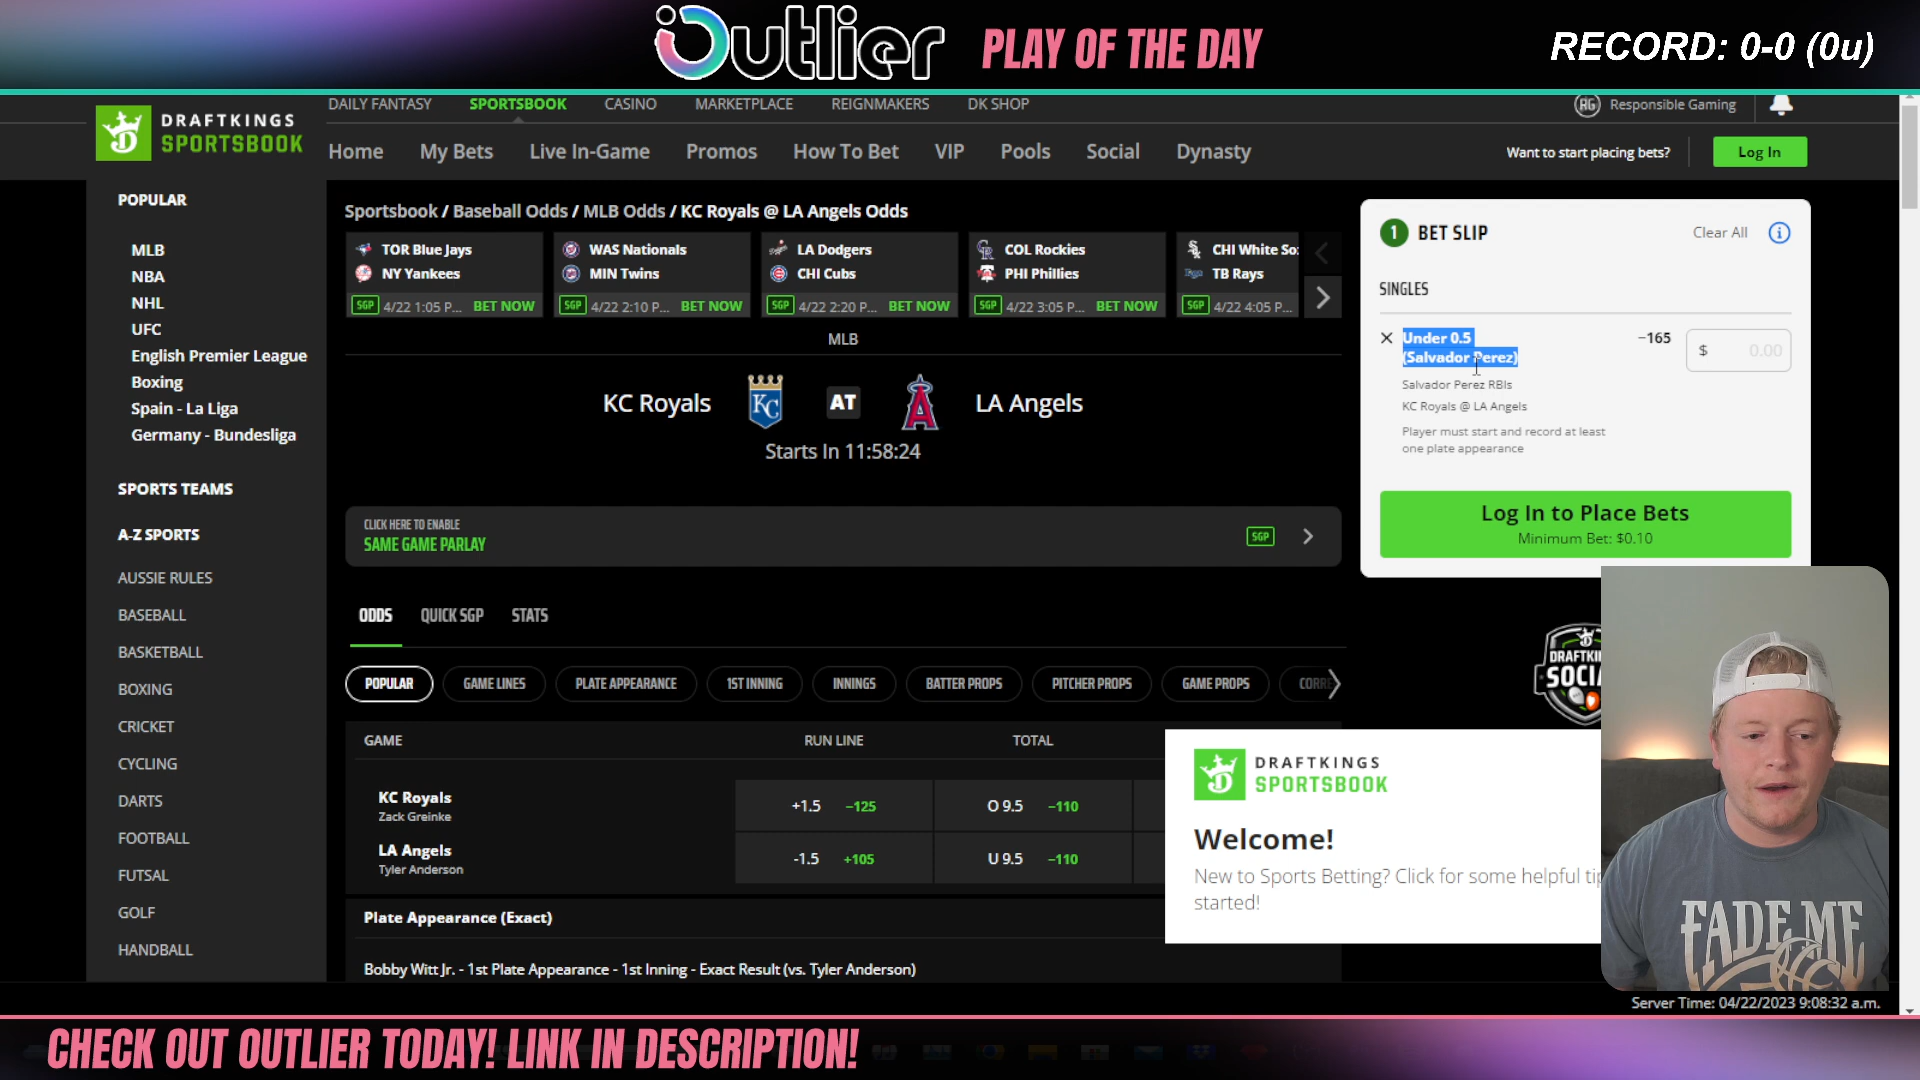 Outlier PLAY OF THE DAY
RECORD: 0-0 (0u)
DRAFTKINGS
SPORTSBOOK
DAILY FANTASY SPORTSBOOK CASINO MARKETPLACE REIGNMAKERS DK SHOP
RG Responsible Gaming
Home My Bets Live In-Game Promos How To Bet VIP Pools Social Dynasty
Want to start placing bets? Log In
POPULAR
MLB
NBA
NHL
UFC
English Premier League
Boxing
Spain - La Liga
Germany - Bundesliga
SPORTS TEAMS
A-Z SPORTS
AUSSIE RULES
BASEBALL
BASKETBALL
BOXING
CRICKET
CYCLING
DARTS
FOOTBALL
FUTSAL
GOLF
HANDBALL
Sportsbook / Baseball Odds / MLB Odds / KC Royals @ LA Angels Odds
TOR Blue Jays
NY Yankees
SGP 4/22 1:05 P... BET NOW
WAS Nationals
MIN Twins
SGP 4/22 2:10 P... BET NOW
LA Dodgers
CHI Cubs
SGP 4/22 2:20 P... BET NOW
COL Rockies
PHI Phillies
SGP 4/22 3:05 P... BET NOW
CHI White So
TB Rays
SGP 4/22 4:05 P...
MLB
KC Royals KC AT A LA Angels
Starts In 11:58:24
CLICK HERE TO ENABLE
SAME GAME PARLAY
SGP
ODDS QUICK SGP STATS
POPULAR GAME LINES PLATE APPEARANCE 1ST INNING INNINGS BATTER PROPS PITCHER PROPS GAME PROPS CORR
GAME RUN LINE TOTAL
KC Royals
Zack Greinke
+1.5 −125 O 9.5 −110
LA Angels
Tyler Anderson
-1.5 +105 U 9.5 −110
Plate Appearance (Exact)
Bobby Witt Jr. - 1st Plate Appearance - 1st Inning - Exact Result (vs. Tyler Anderson)
1 BET SLIP Clear All
SINGLES
Under 0.5
(Salvador Perez)
−165 $ 0.00
Salvador Perez RBIs
KC Royals @ LA Angels
Player must start and record at least
one plate appearance
Log In to Place Bets
Minimum Bet: $0.10
DRAFTKI
SOCI
DRAFTKINGS
SPORTSBOOK
Welcome!
New to Sports Betting? Click for some helpful tip
started!
FADE ME
Server Time: 04/22/2023 9:08:32 a.m.
CHECK OUT OUTLIER TODAY! LINK IN DESCRIPTION!